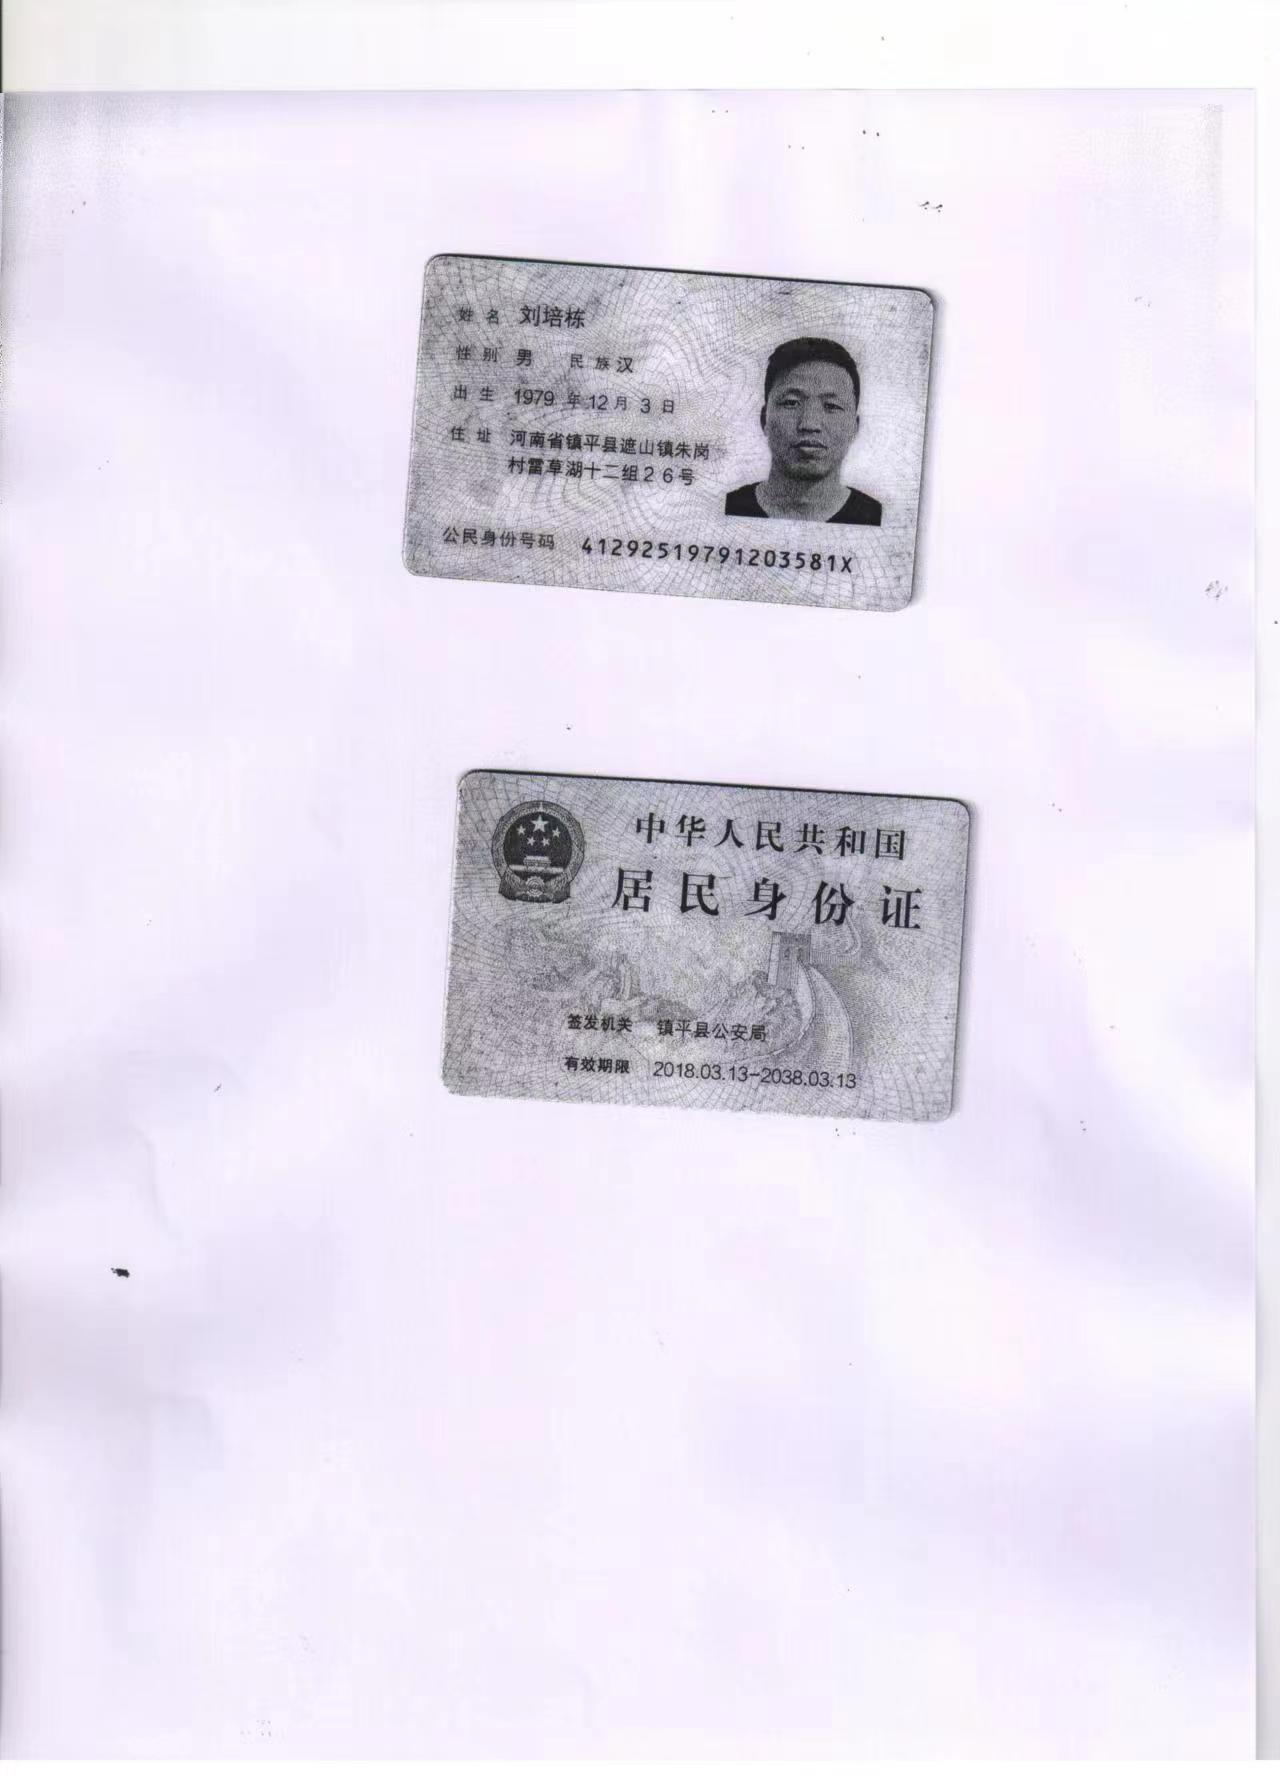 姓名 刘培栋
性别 男 民族 汉
出生 1979 年 12 月 3 日
住址 河南省镇平县遮山镇朱岗
村雷草湖十二组26号
公民身份号码 41292519791203581X
中华人民共和国
居民身份证
签发机关 镇平县公安局
有效期限 2018.03.13-2038.03.13